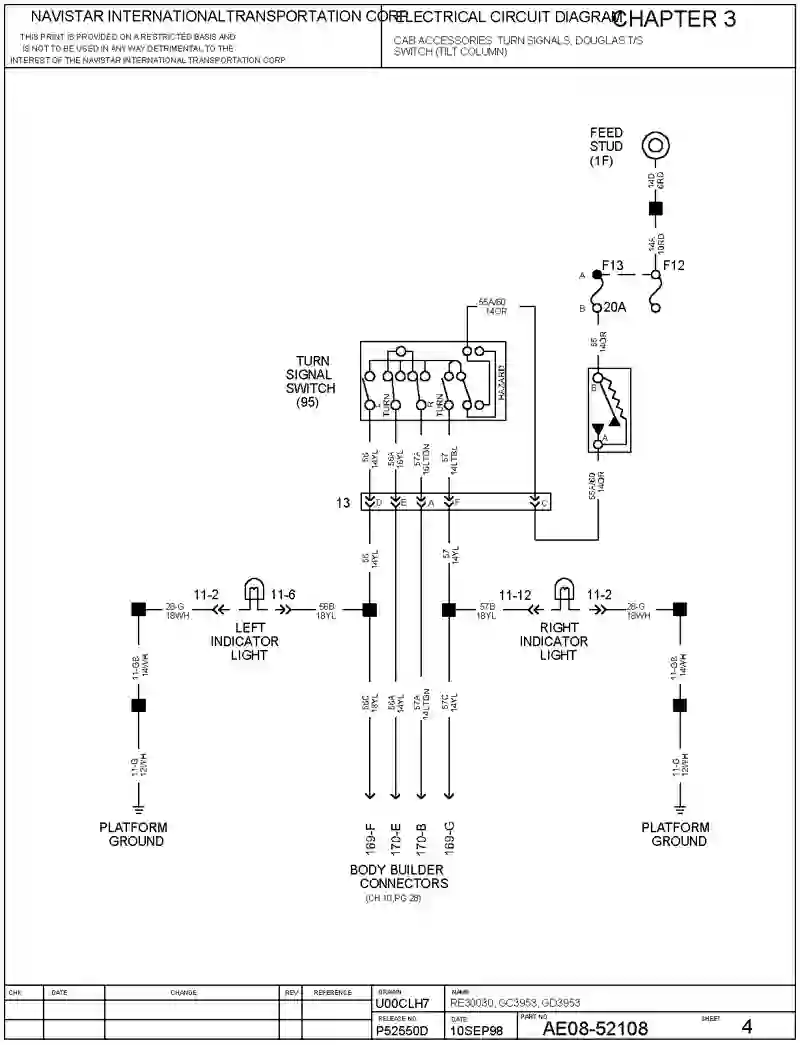 NAVISTAR INTERNATIONALTRANSPORTATION CORP
ELECTRICAL CIRCUIT DIAGRAM
CHAPTER 3
THIS PRINT IS PROVIDED ON A RESTRICTED BASIS AND
IS NOT TO BE USED IN ANY WAY DETRIMENTAL TO THE
INTEREST OF THE NAVISTAR INTERNATIONAL TRANSPORTATION CORP
CAB ACCESSORIES TURN SIGNALS, DOUGLAS T/S
SWITCH (TILT COLUMN)
FEED
STUD
(1F)
14D
6RD
14A
10RD
A
F13
F12
B
20A
55A/60
14OR
55
14OR
TURN
SIGNAL
SWITCH
(95)
L
TURN
R
TURN
HAZARD
B
A
56
14YL
56A
16YL
57A
16LTGN
57
14LTBL
55A/60
14OR
13
D
E
A
F
C
56
14YL
57
14YL
28-G
18WH
11-2
11-6
56B
18YL
57B
18YL
11-12
11-2
28-G
18WH
LEFT
INDICATOR
LIGHT
RIGHT
INDICATOR
LIGHT
11-GB
14WH
11-GB
14WH
56C
18YL
56A
14YL
57A
14LTGN
57C
14YL
11-G
12WH
11-G
12WH
PLATFORM
GROUND
PLATFORM
GROUND
169-F
170-E
170-B
169-G
BODY BUILDER
CONNECTORS
(CH 10,PG 28)
CHK
DATE
CHANGE
REV
REFERENCE
DRAWN
U00CLH7
NAME
RE30030, GC3953, GD3953
RELEASE NO.
P52550D
DATE
10SEP98
PART NO.
AE08-52108
SHEET
4